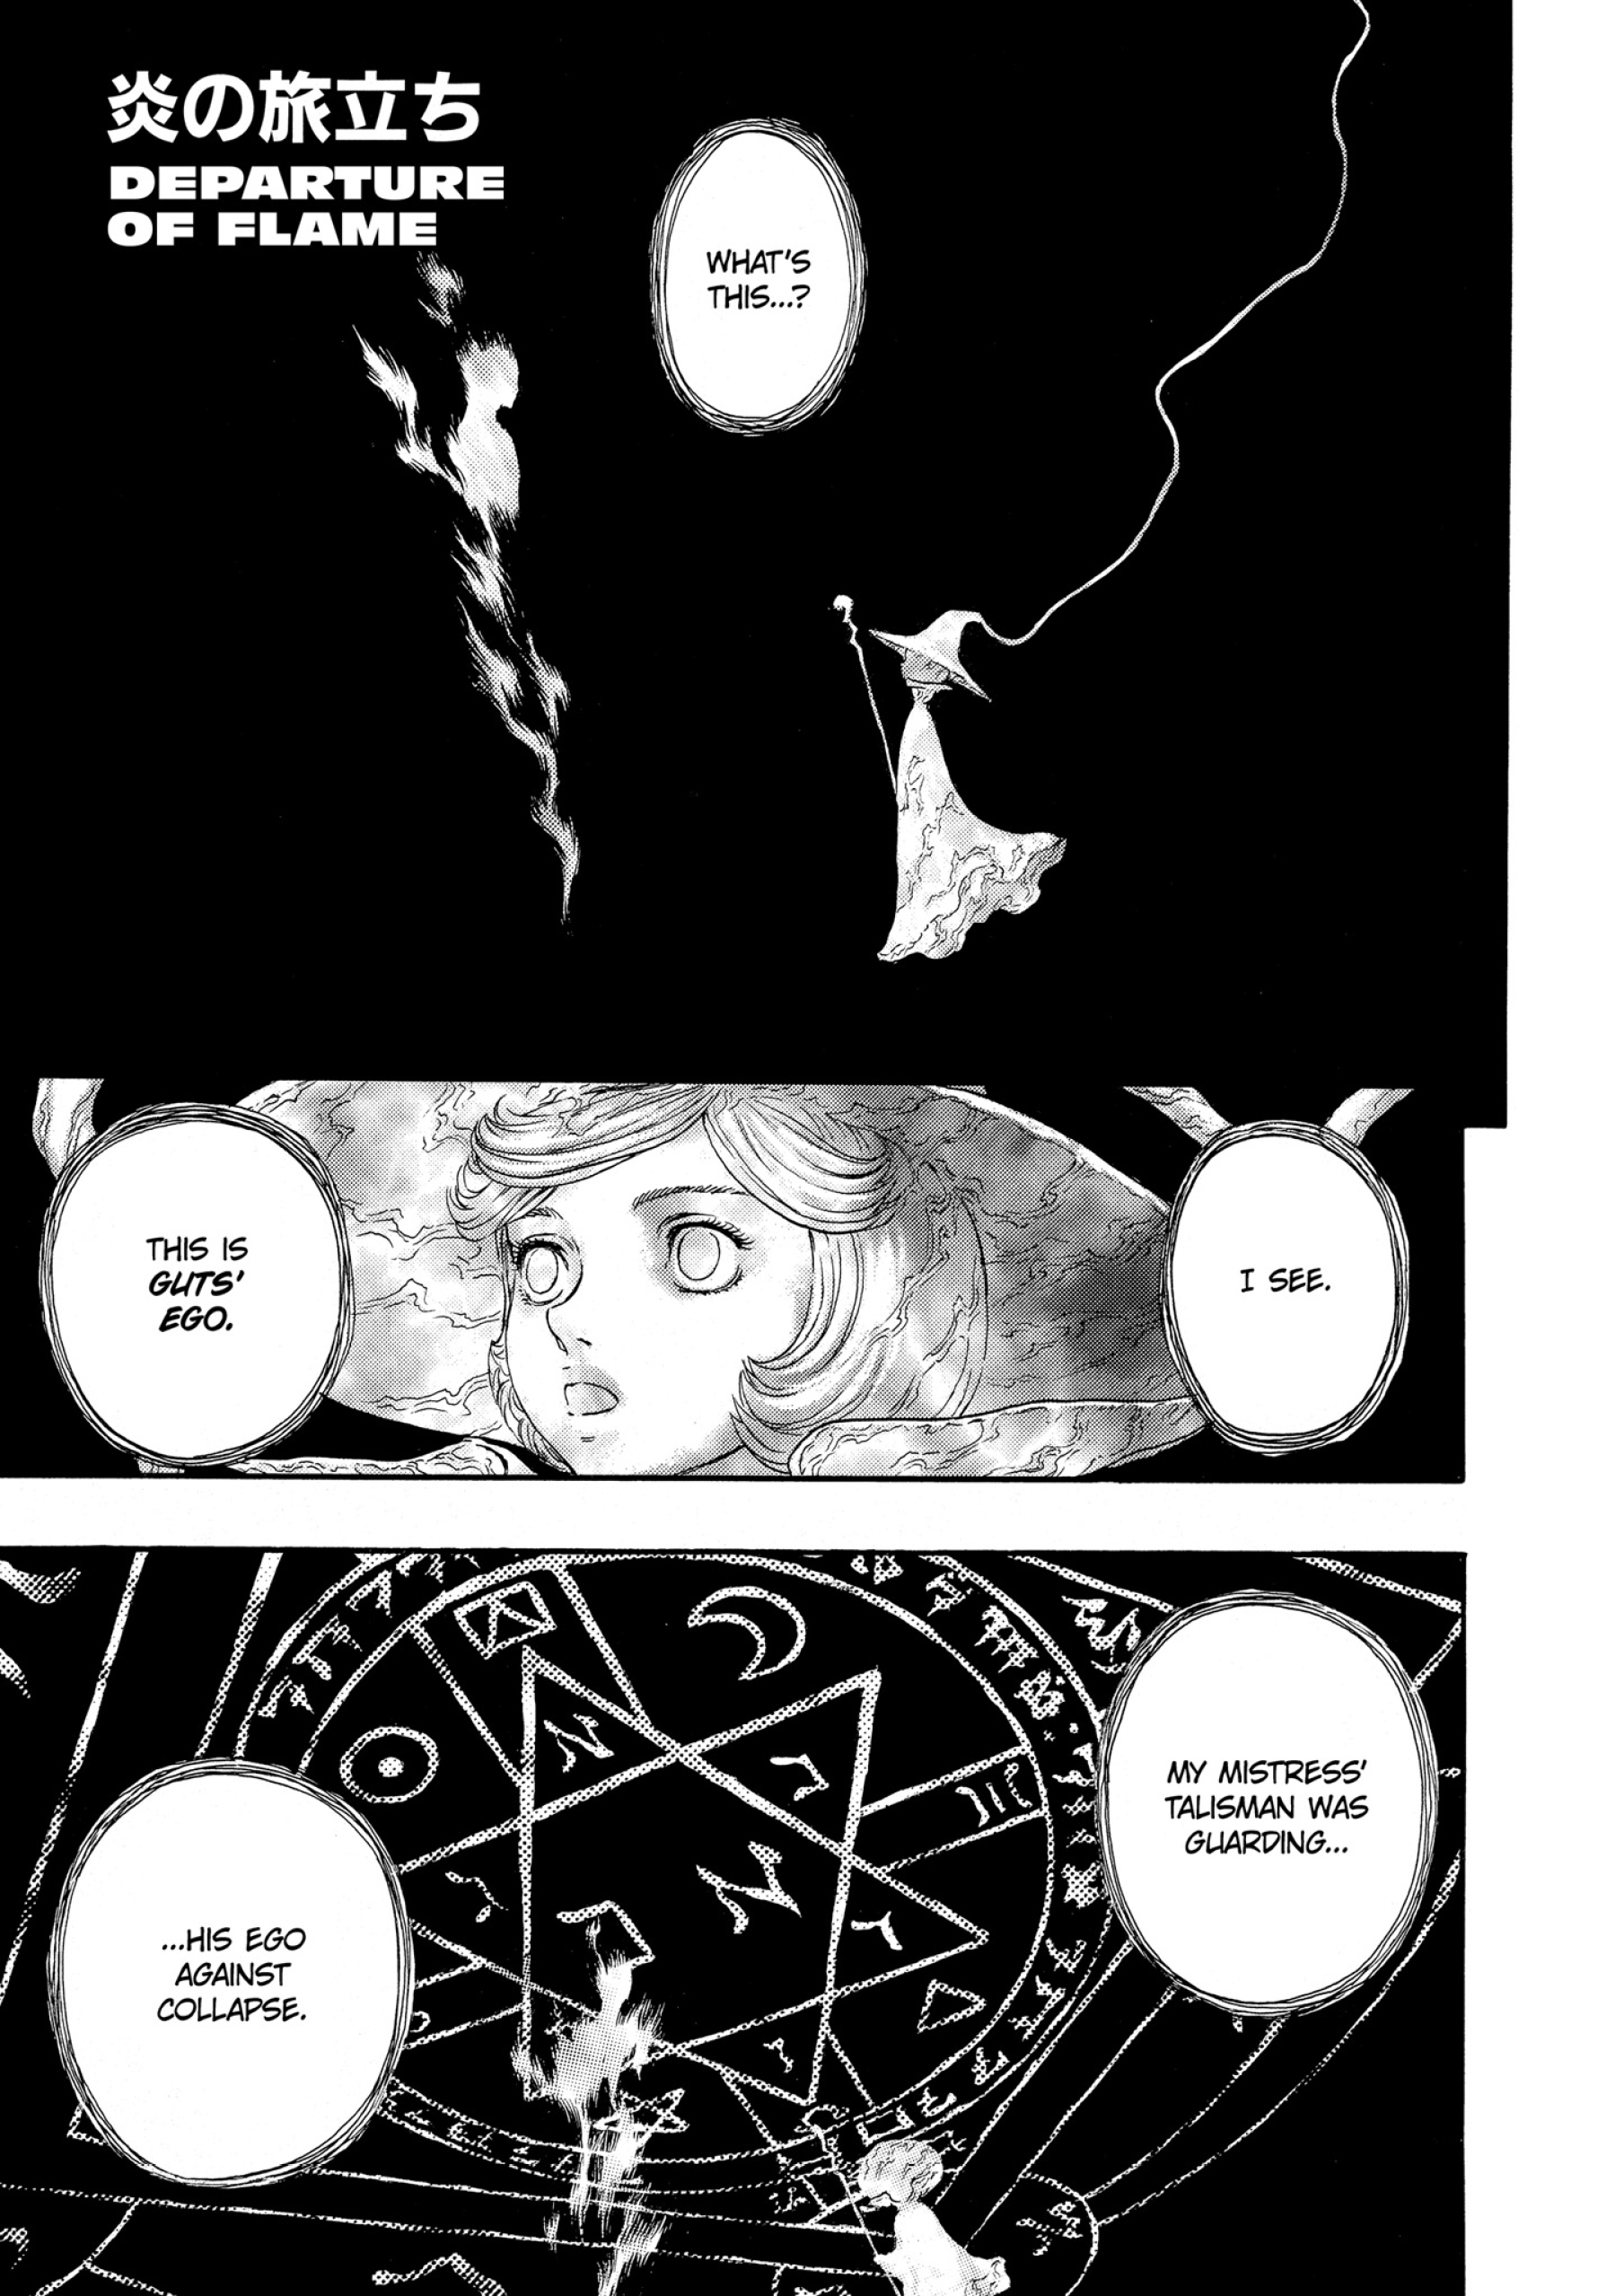 炎の旅立ち
DEPARTURE
OF FLAME
WHAT'S
THIS...?
I SEE.
THIS IS
GUTS'
EGO.
MY MISTRESS'
TALISMAN WAS
GUARDING...
...HIS EGO
AGAINST
COLLAPSE.